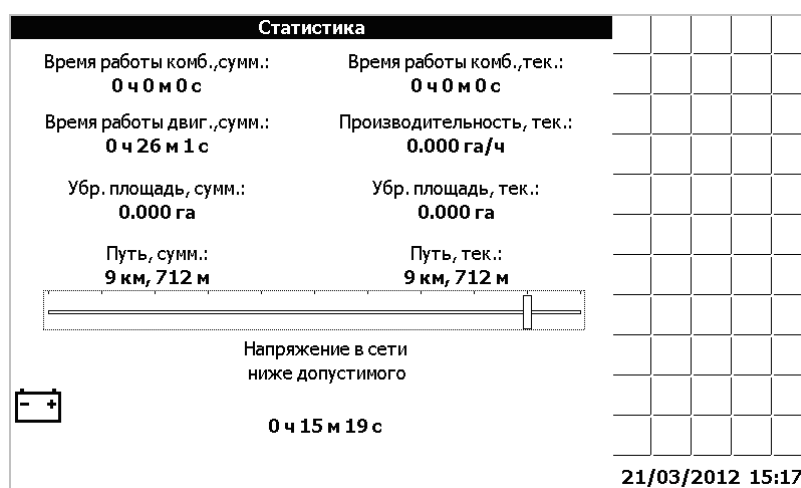 Статистика
Время работы комб.,сумм.: Время работы комб.,тек.:
0 ч 0 м 0 с 0 ч 0 м 0 с
Время работы двиг.,сумм.: Производительность, тек.:
0 ч 26 м 1 с 0.000 га/ч
Убр. площадь, сумм.: Убр. площадь, тек.:
0.000 га 0.000 га
Путь, сумм.: Путь, тек.:
9 км, 712 м 9 км, 712 м
Напряжение в сети
ниже допустимого
- +
0 ч 15 м 19 с
21/03/2012 15:17